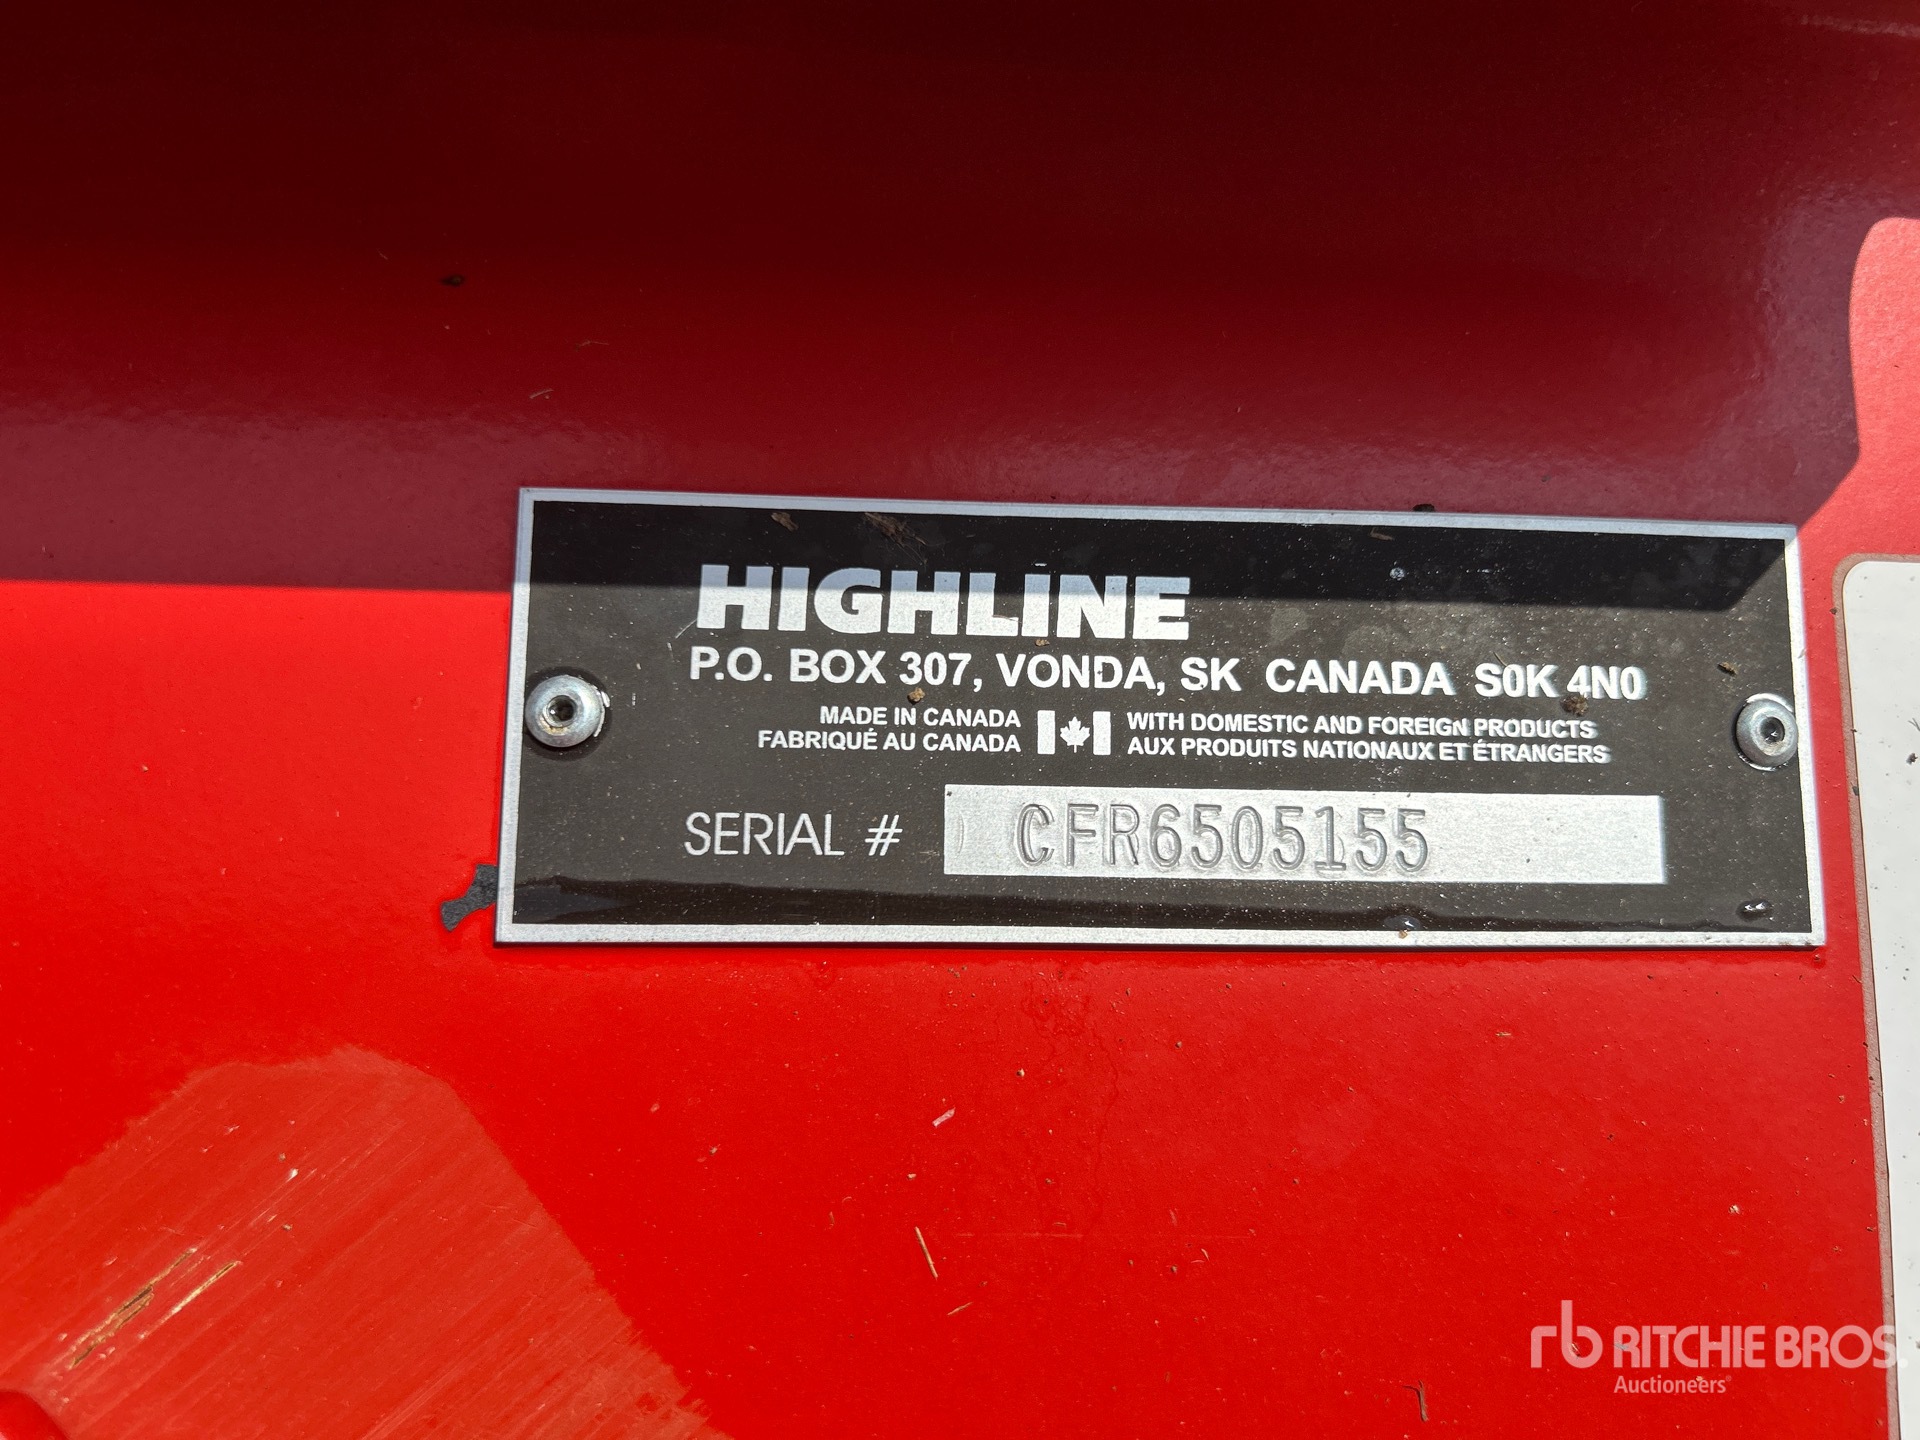 HIGHLINE
P.O. BOX 307, VONDA, SK CANADA S0K 4N0
MADE IN CANADA WITH DOMESTIC AND FOREIGN PRODUCTS
FABRIQUÉ AU CANADA AUX PRODUITS NATIONAUX ET ÉTRANGERS
SERIAL # CFR6505155
rb RITCHIE BROS.
Auctioneers